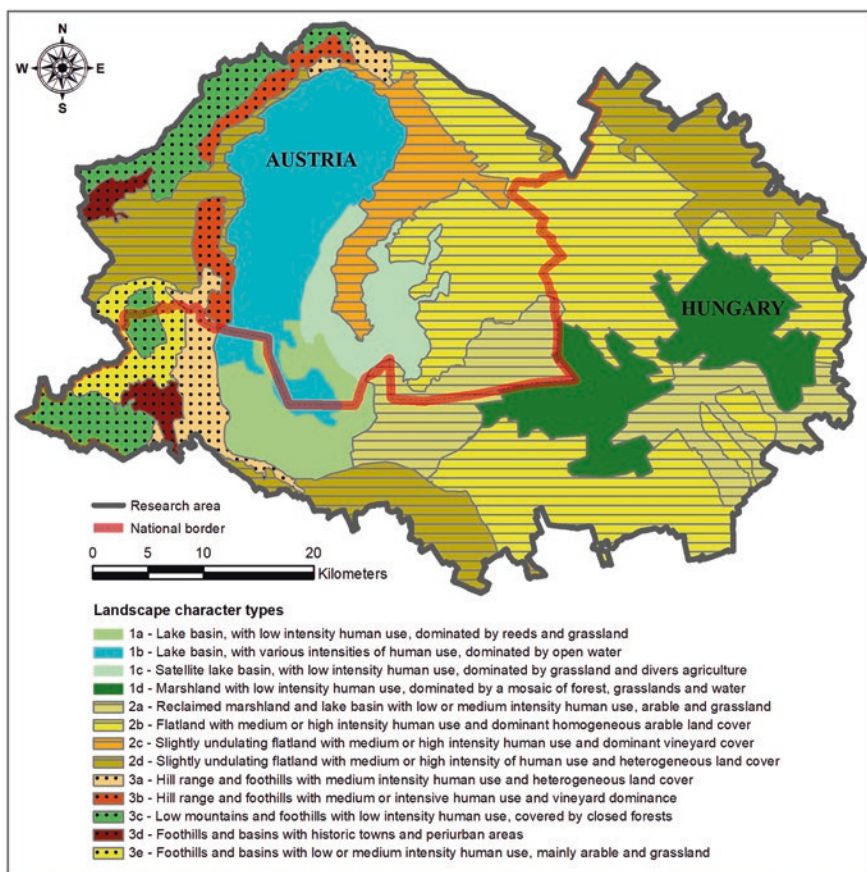 N
W E
S
AUSTRIA
HUNGARY
Research area
National border
0 5 10 20
Kilometers
Landscape character types
1a - Lake basin, with low intensity human use, dominated by reeds and grassland
1b - Lake basin, with various intensities of human use, dominated by open water
1c - Satellite lake basin, with low intensity human use, dominated by grassland and divers agriculture
1d - Marshland with low intensity human use, dominated by a mosaic of forest, grasslands and water
2a - Reclaimed marshland and lake basin with low or medium intensity human use, arable and grassland
2b - Flatland with medium or high intensity human use and dominant homogeneous arable land cover
2c - Slightly undulating flatland with medium or high intensity human use and dominant vineyard cover
2d - Slightly undulating flatland with medium or high intensity of human use and heterogeneous land cover
3a - Hill range and foothills with medium intensity human use and heterogeneous land cover
3b - Hill range and foothills with medium or intensive human use and vineyard dominance
3c - Low mountains and foothills with low intensity human use, covered by closed forests
3d - Foothills and basins with historic towns and periurban areas
3e - Foothills and basins with low or medium intensity human use, mainly arable and grassland